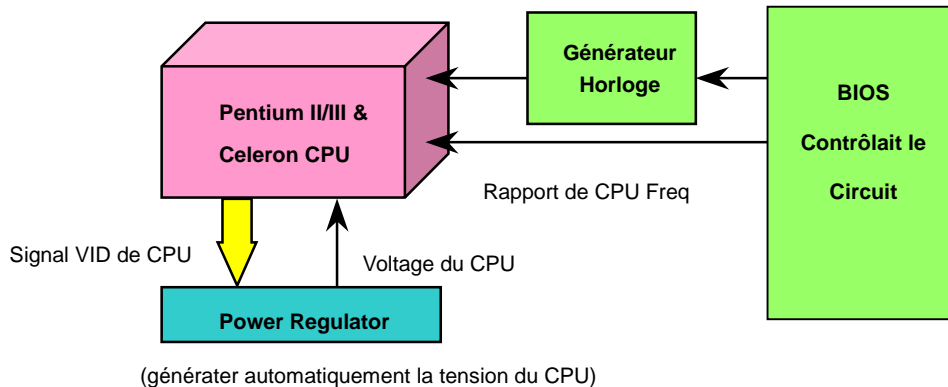 Générateur
Horloge
Pentium II/III &
Celeron CPU
BIOS
Contrôlait le
Circuit
Rapport de CPU Freq
Signal VID de CPU
Voltage du CPU
Power Regulator
(générater automatiquement la tension du CPU)